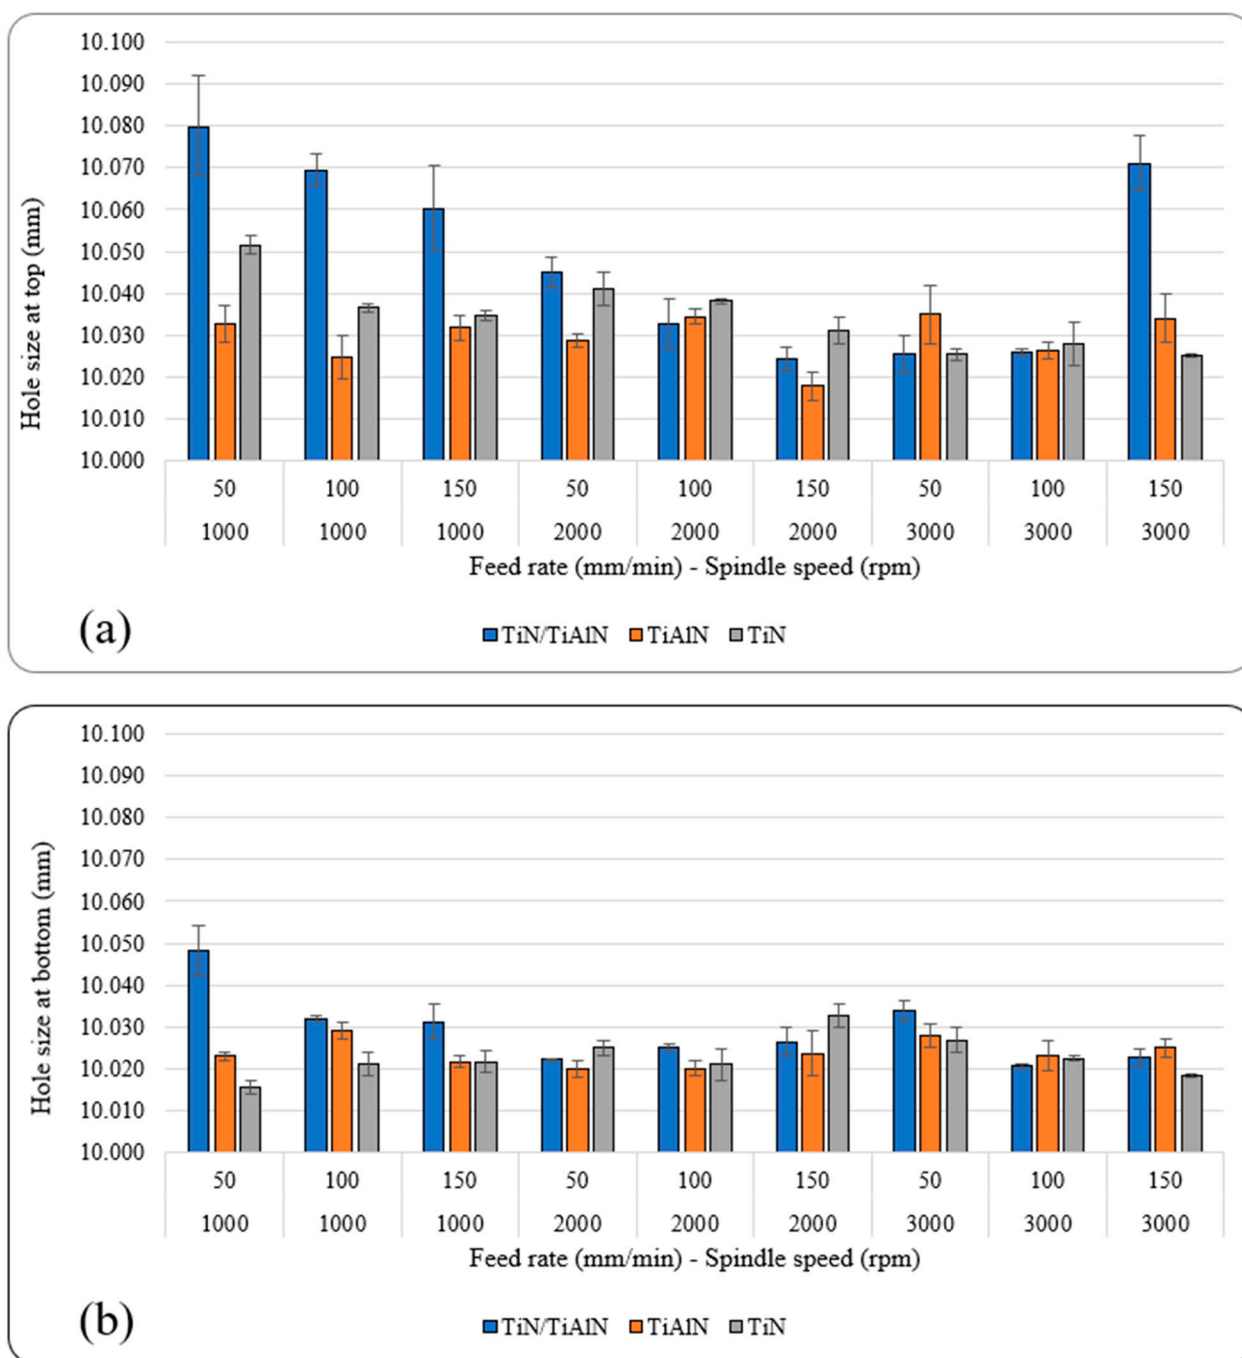 10.100
10.090
10.080
10.070
10.060
10.050
10.040
10.030
10.020
10.010
10.000
Hole size at top (mm)
50 100 150 50 100 150 50 100 150
1000 1000 1000 2000 2000 2000 3000 3000 3000
Feed rate (mm/min) - Spindle speed (rpm)
(a)
TiN/TiAlN TiAlN TiN
10.100
10.090
10.080
10.070
10.060
10.050
10.040
10.030
10.020
10.010
10.000
Hole size at bottom (mm)
50 100 150 50 100 150 50 100 150
1000 1000 1000 2000 2000 2000 3000 3000 3000
Feed rate (mm/min) - Spindle speed (rpm)
(b)
TiN/TiAlN TiAlN TiN